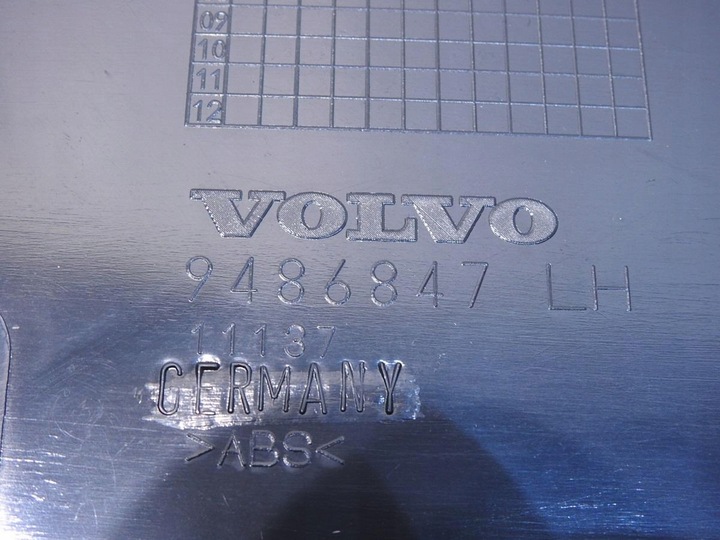 09
10
11
12
VOLVO
9486847 LH
11137
GERMANY
>ABS<